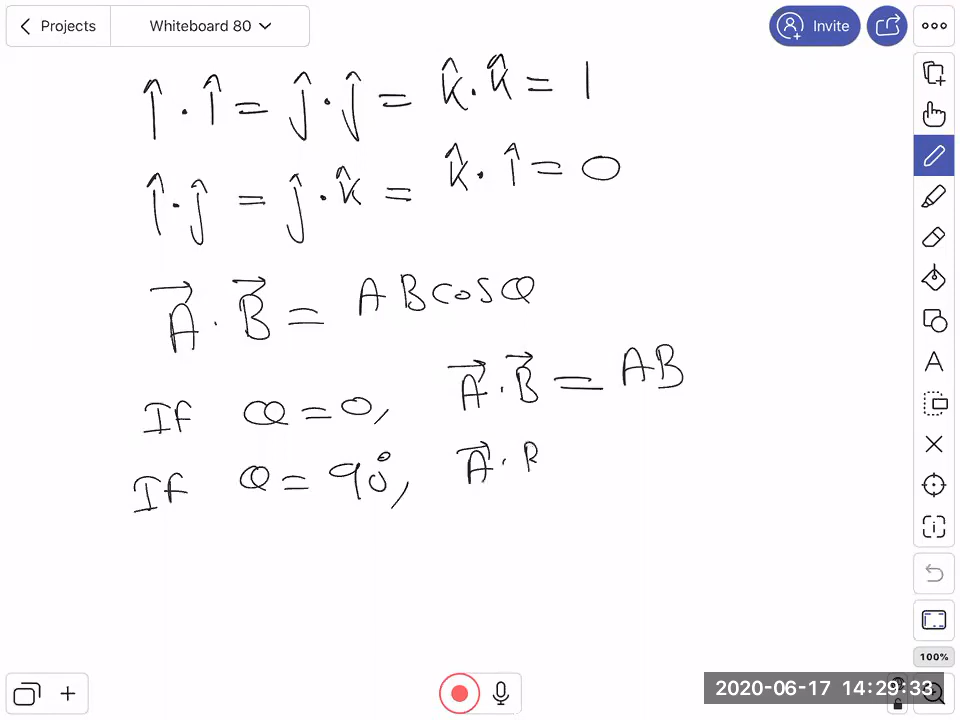 Projects
Whiteboard 80
Invite
î · î = ĵ · ĵ = k̂ · k̂ = 1
î · ĵ = ĵ · k̂ = k̂ · î = 0
A⃗ · B⃗ = AB cosθ
If θ = 0, A⃗ · B⃗ = AB
If θ = 90°, A⃗ ·
100%
2020-06-17 14:29:33